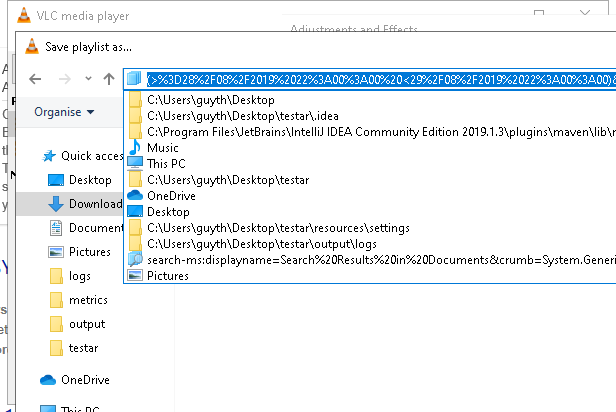 VLC media player
Adjustments and Effects
Save playlist as...
(>%3D28%2F08%2F2019%2022%3A00%3A00%20<29%2F08%2F2019%2022%3A00%3A00)&
Organise
C:\Users\guyth\Desktop
C:\Users\guyth\Desktop\testar\.idea
C:\Program Files\JetBrains\IntelliJ IDEA Community Edition 2019.1.3\plugins\maven\lib\
Music
This PC
C:\Users\guyth\Desktop\testar
OneDrive
Desktop
C:\Users\guyth\Desktop\testar\resources\settings
C:\Users\guyth\Desktop\testar\output\logs
search-ms:displayname=Search%20Results%20in%20Documents&crumb=System.Generi
Pictures
Quick acces
Desktop
Download
Document
Pictures
logs
metrics
output
testar
OneDrive
This PC